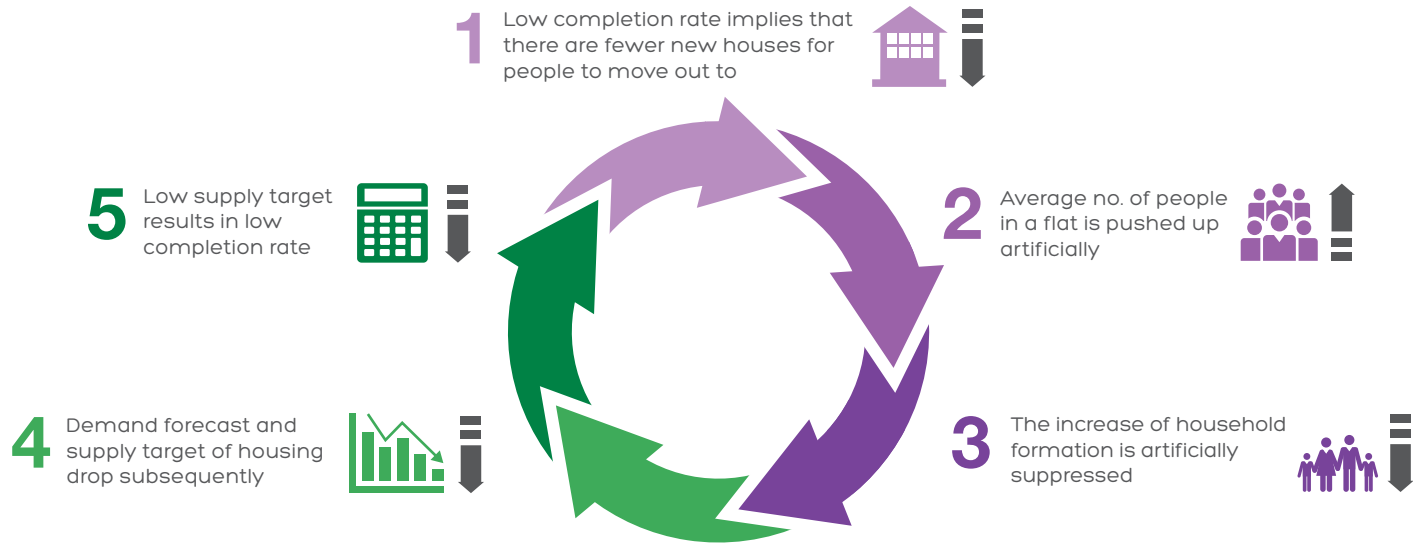 1
Low completion rate implies that
there are fewer new houses for
people to move out to
2
Average no. of people
in a flat is pushed up
artificially
3
The increase of household
formation is artificially
suppressed
4
Demand forecast and
supply target of housing
drop subsequently
5
Low supply target
results in low
completion rate